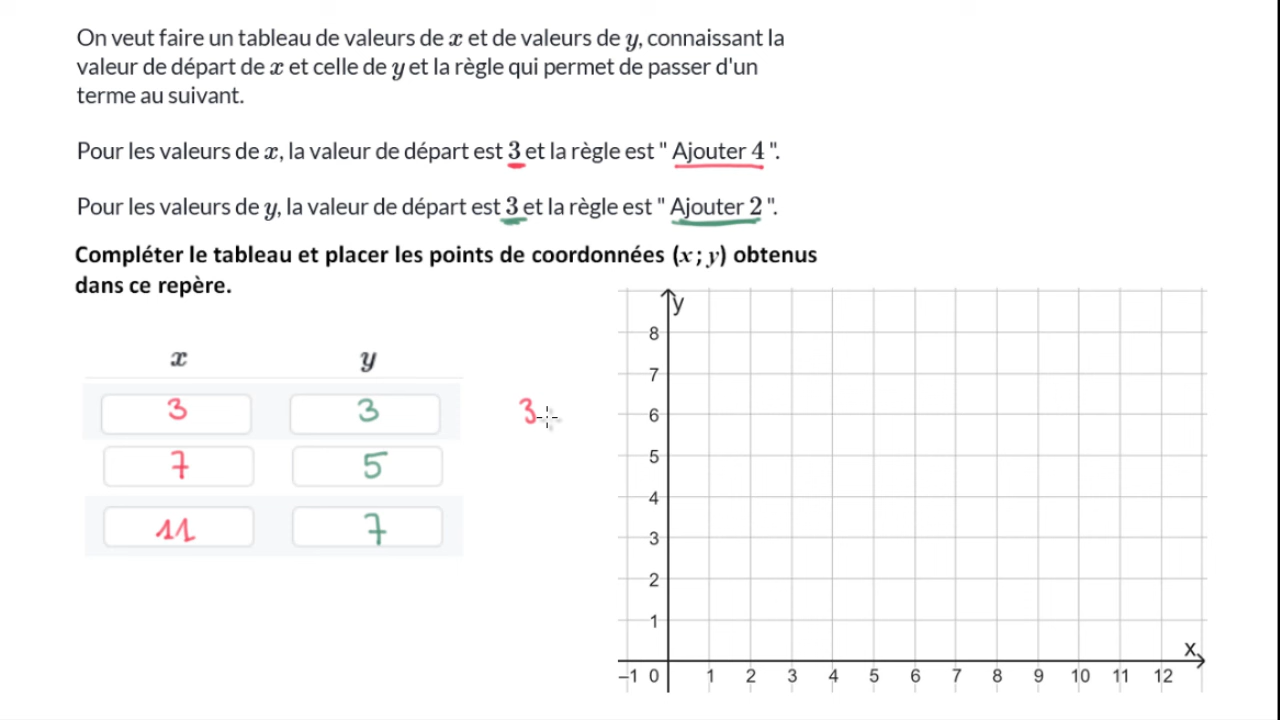 On veut faire un tableau de valeurs de x et de valeurs de y, connaissant la
valeur de départ de x et celle de y et la règle qui permet de passer d'un
terme au suivant.
Pour les valeurs de x, la valeur de départ est 3 et la règle est " Ajouter 4 ".
Pour les valeurs de y, la valeur de départ est 3 et la règle est " Ajouter 2 ".
Compléter le tableau et placer les points de coordonnées (x ; y) obtenus
dans ce repère.
x y
3 3 3
7 5
11 7
y
8
7
6
5
4
3
2
1
x
–1 0 1 2 3 4 5 6 7 8 9 10 11 12